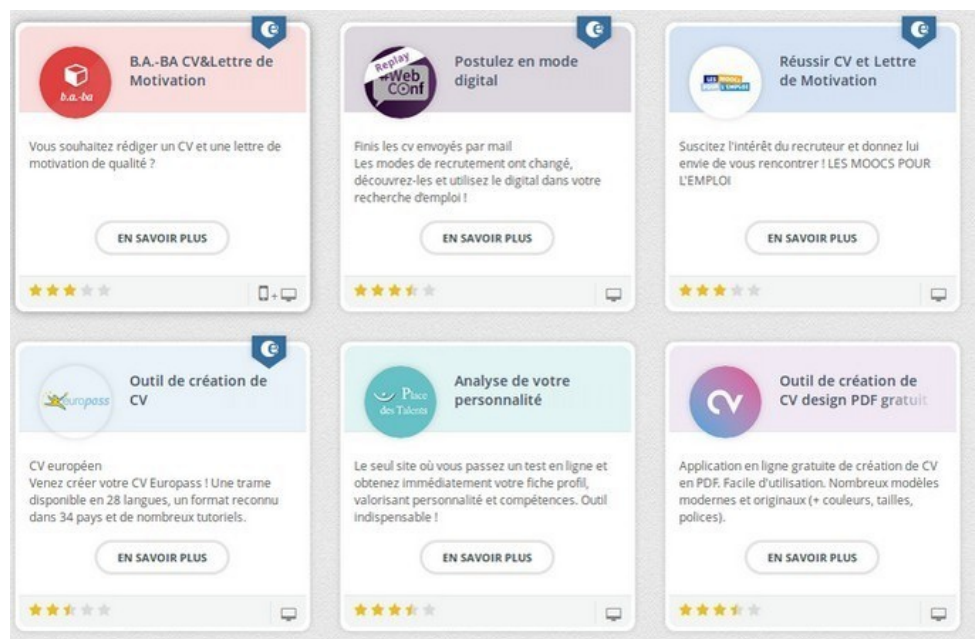 B.A.-BA CV&Lettre de
Motivation
b.a.-ba
Vous souhaitez rédiger un CV et une lettre de
motivation de qualité ?
EN SAVOIR PLUS
Postulez en mode
digital
Replay
#Web
COnf
Finis les cv envoyés par mail
Les modes de recrutement ont changé,
découvrez-les et utilisez le digital dans votre
recherche d'emploi !
EN SAVOIR PLUS
Réussir CV et Lettre
de Motivation
LES MOOCS
POUR L'EMPLOI
Suscitez l'intérêt du recruteur et donnez lui
envie de vous rencontrer ! LES MOOCS POUR
L'EMPLOI
EN SAVOIR PLUS
Outil de création de
CV
europass
CV européen
Venez créer votre CV Europass ! Une trame
disponible en 28 langues, un format reconnu
dans 34 pays et de nombreux tutoriels.
EN SAVOIR PLUS
Analyse de votre
personnalité
Place
des Talents
Le seul site où vous passez un test en ligne et
obtenez immédiatement votre fiche profil,
valorisant personnalité et compétences. Outil
indispensable !
EN SAVOIR PLUS
Outil de création de
CV design PDF gratuit
CV
Application en ligne gratuite de création de CV
en PDF. Facile d'utilisation. Nombreux modèles
modernes et originaux (+ couleurs, tailles,
polices).
EN SAVOIR PLUS